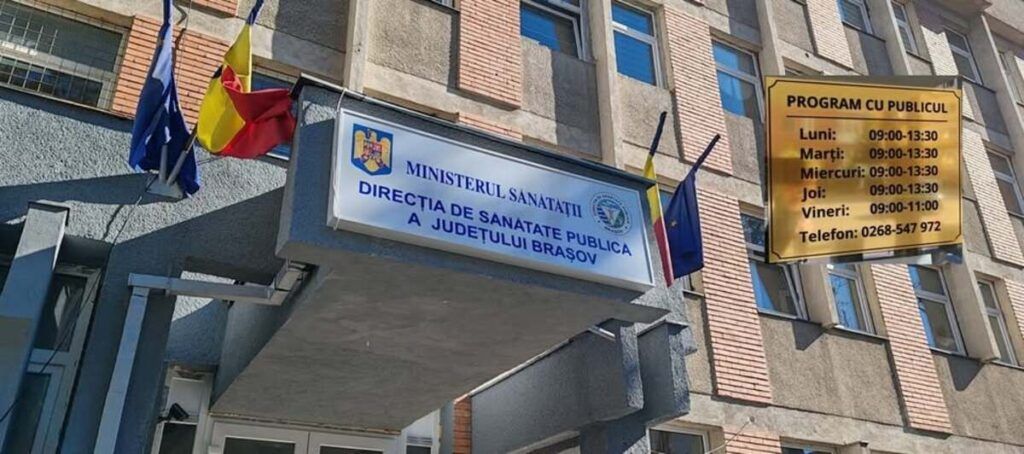 MINISTERUL SANATAȚII
DIRECȚIA DE SANATATE PUBLICA
A JUDEȚULUI BRAȘOV
PROGRAM CU PUBLICUL
Luni: 09:00-13:30
Marți: 09:00-13:30
Miercuri: 09:00-13:30
Joi: 09:00-13:30
Vineri: 09:00-11:00
Telefon: 0268-547 972